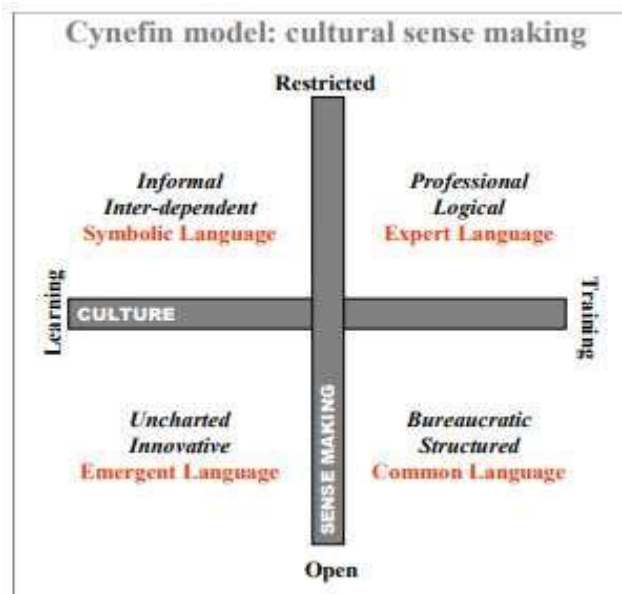 Cynefin model: cultural sense making
Restricted
Informal
Inter-dependent
Symbolic Language
Professional
Logical
Expert Language
Learning
CULTURE
Training
Uncharted
Innovative
Emergent Language
SENSE MAKING
Bureaucratic
Structured
Common Language
Open